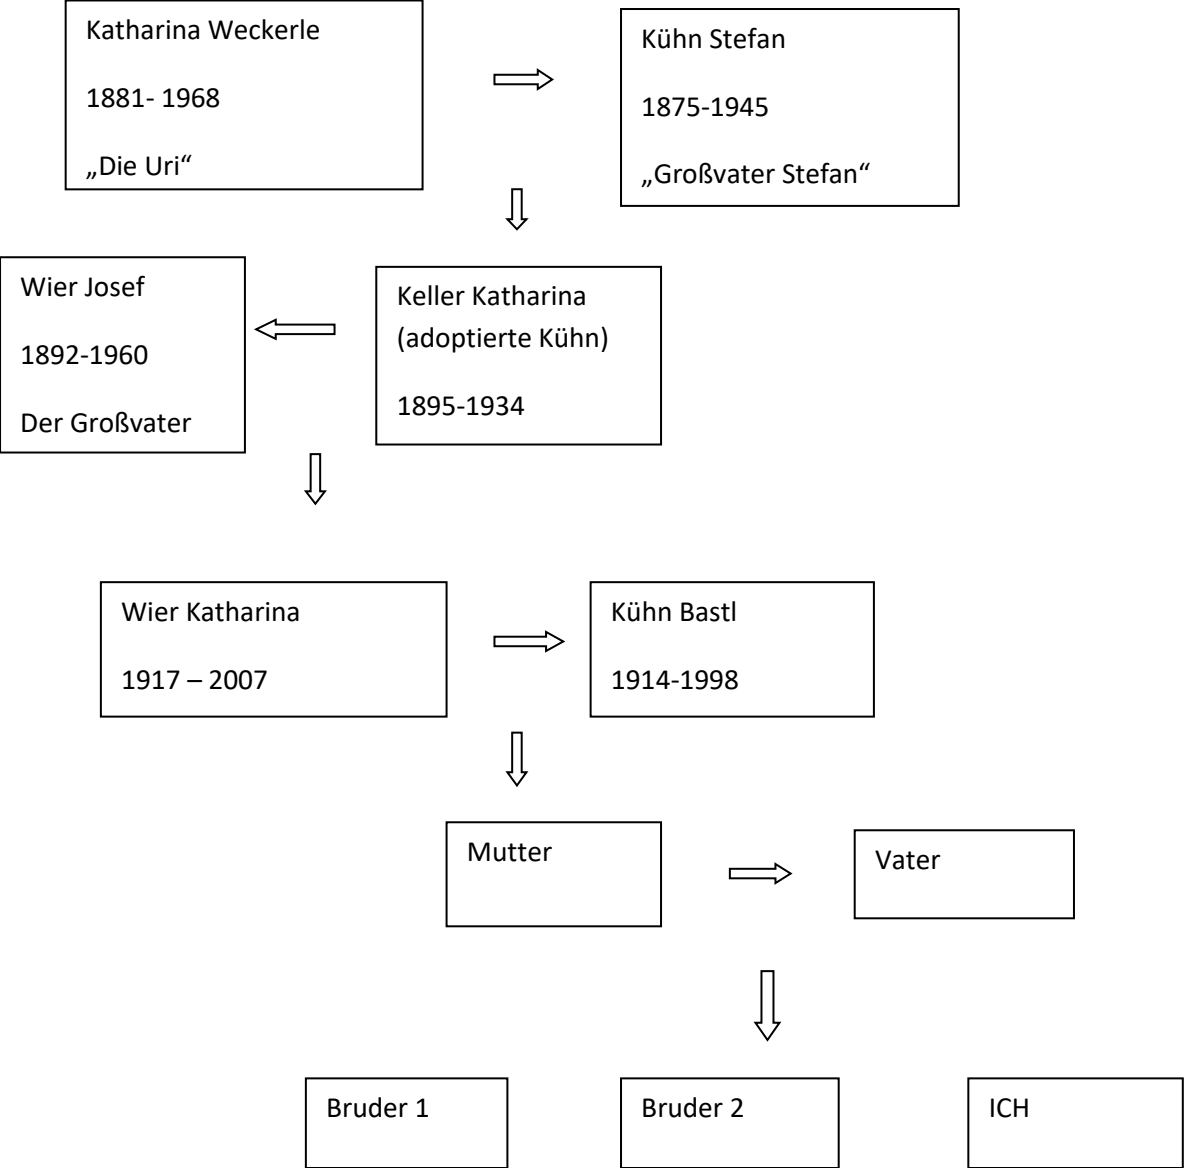 Katharina Weckerle
1881- 1968
„Die Uri“
Kühn Stefan
1875-1945
„Großvater Stefan“
Wier Josef
1892-1960
Der Großvater
Keller Katharina
(adoptierte Kühn)
1895-1934
Wier Katharina
1917 – 2007
Kühn Bastl
1914-1998
Mutter
Vater
Bruder 1
Bruder 2
ICH